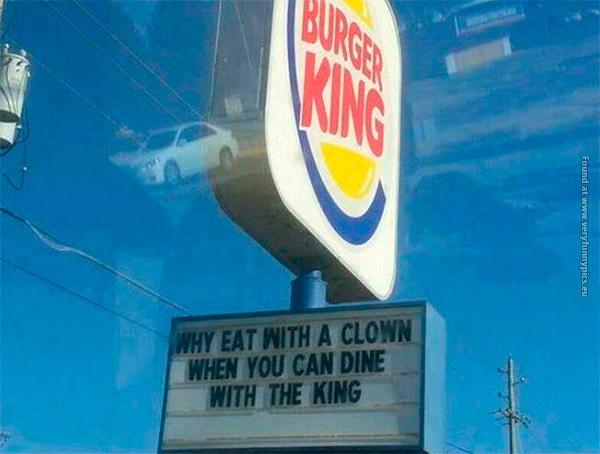 BURGER
KING
WHY EAT WITH A CLOWN
WHEN YOU CAN DINE
WITH THE KING
Found at www.veryfunnypics.eu